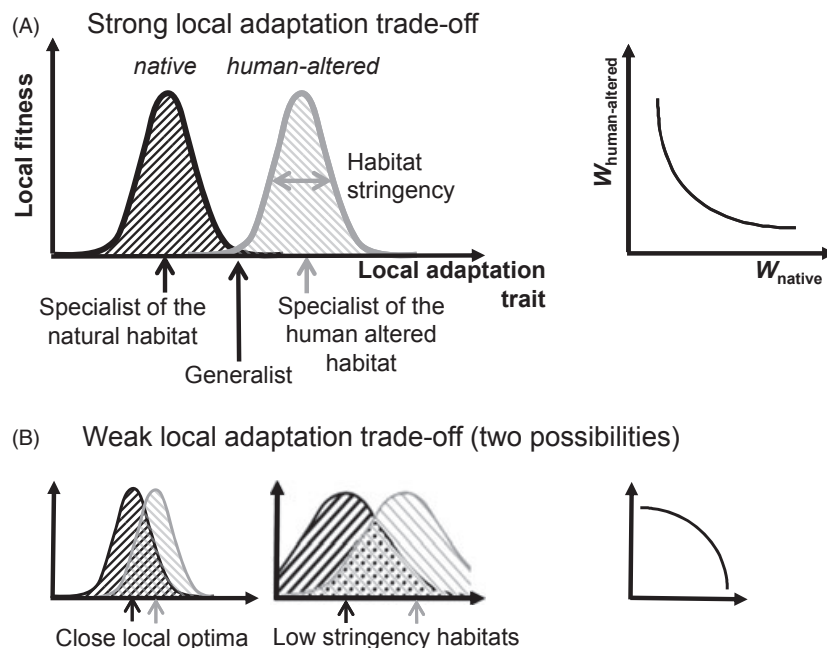 (A) Strong local adaptation trade-off
native human-altered
Local fitness
Habitat
stringency
Local adaptation
trait
Specialist of the
natural habitat
Specialist of the
human altered
habitat
Generalist
W human-altered
W native
(B) Weak local adaptation trade-off (two possibilities)
Close local optima Low stringency habitats